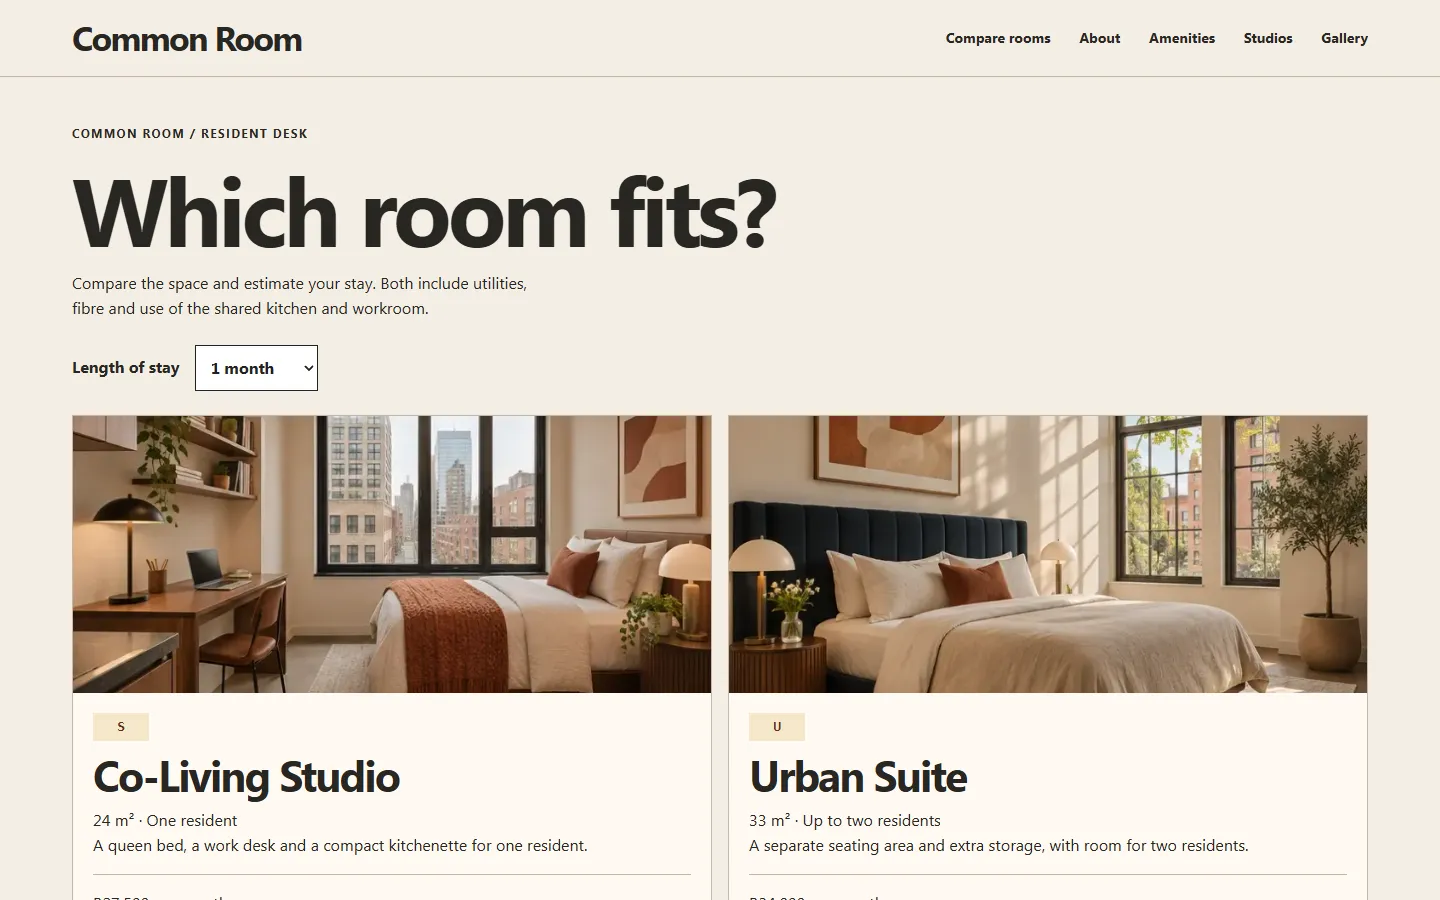 Common Room
Compare rooms About Amenities Studios Gallery
COMMON ROOM / RESIDENT DESK
Which room fits?
Compare the space and estimate your stay. Both include utilities,
fibre and use of the shared kitchen and workroom.
Length of stay 1 month
S
Co-Living Studio
24 m² · One resident
A queen bed, a work desk and a compact kitchenette for one resident.
U
Urban Suite
33 m² · Up to two residents
A separate seating area and extra storage, with room for two residents.